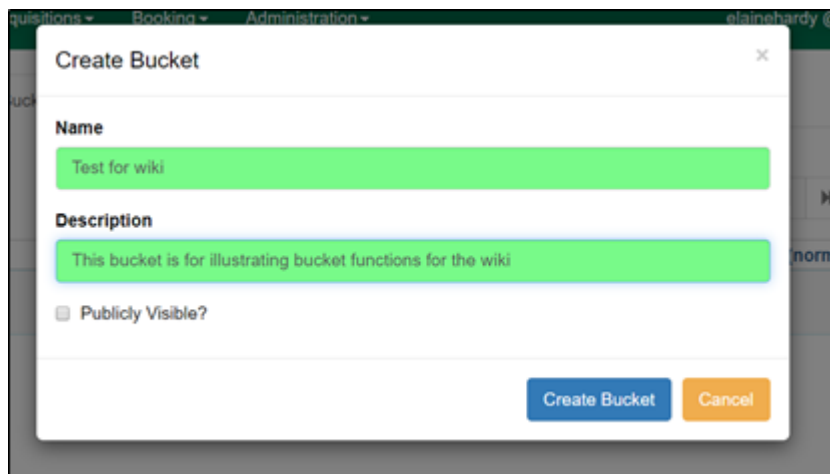 Booking Administration elainehardy @
Create Bucket ×
Name
Test for wiki
Description
This bucket is for illustrating bucket functions for the wiki
Publicly Visible?
Create Bucket Cancel